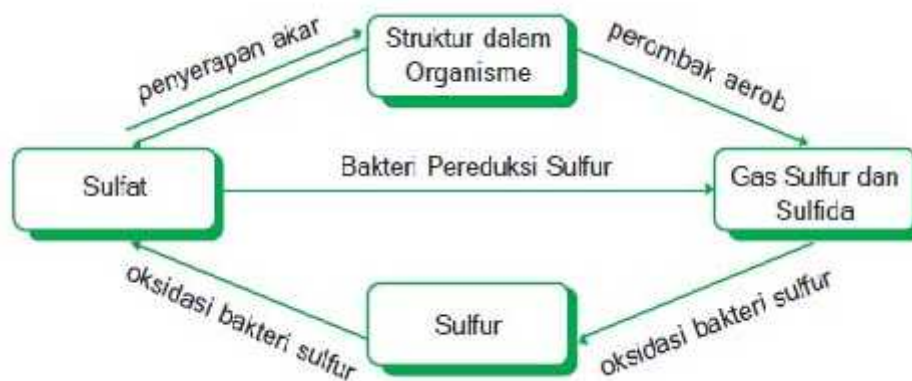 penyerapan akar
Struktur dalam
Organisme
perombak aerob
Sulfat
Bakteri Pereduksi Sulfur
Gas Sulfur dan
Sulfida
oksidasi bakteri sulfur
Sulfur
oksidasi bakteri sulfur